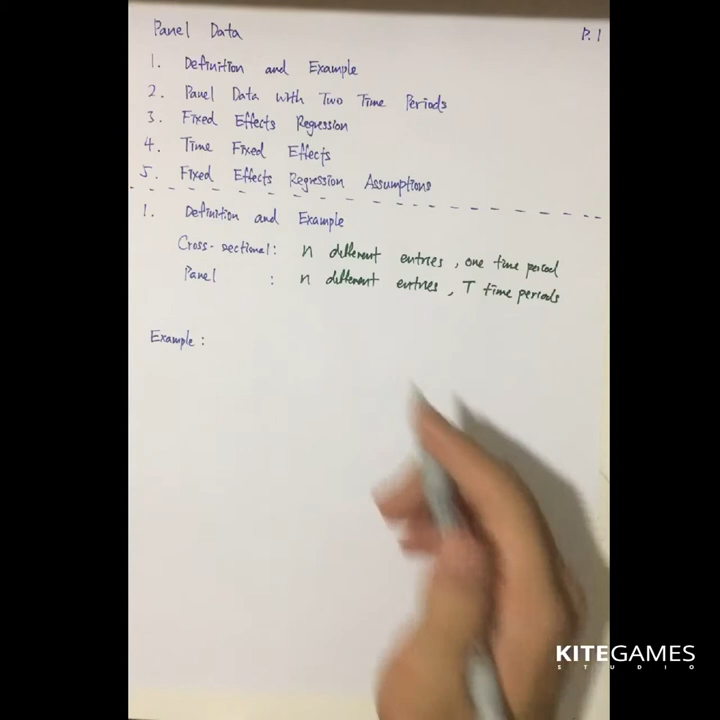 Panel Data P.1
1. Definition and Example
2. Panel Data with Two Time Periods
3. Fixed Effects Regression
4. Time Fixed Effects
5. Fixed Effects Regression Assumptions
1. Definition and Example
Cross-sectional: n different entries, one time period
Panel : n different entries, T time periods
Example:
KITEGAMES
STUDIO